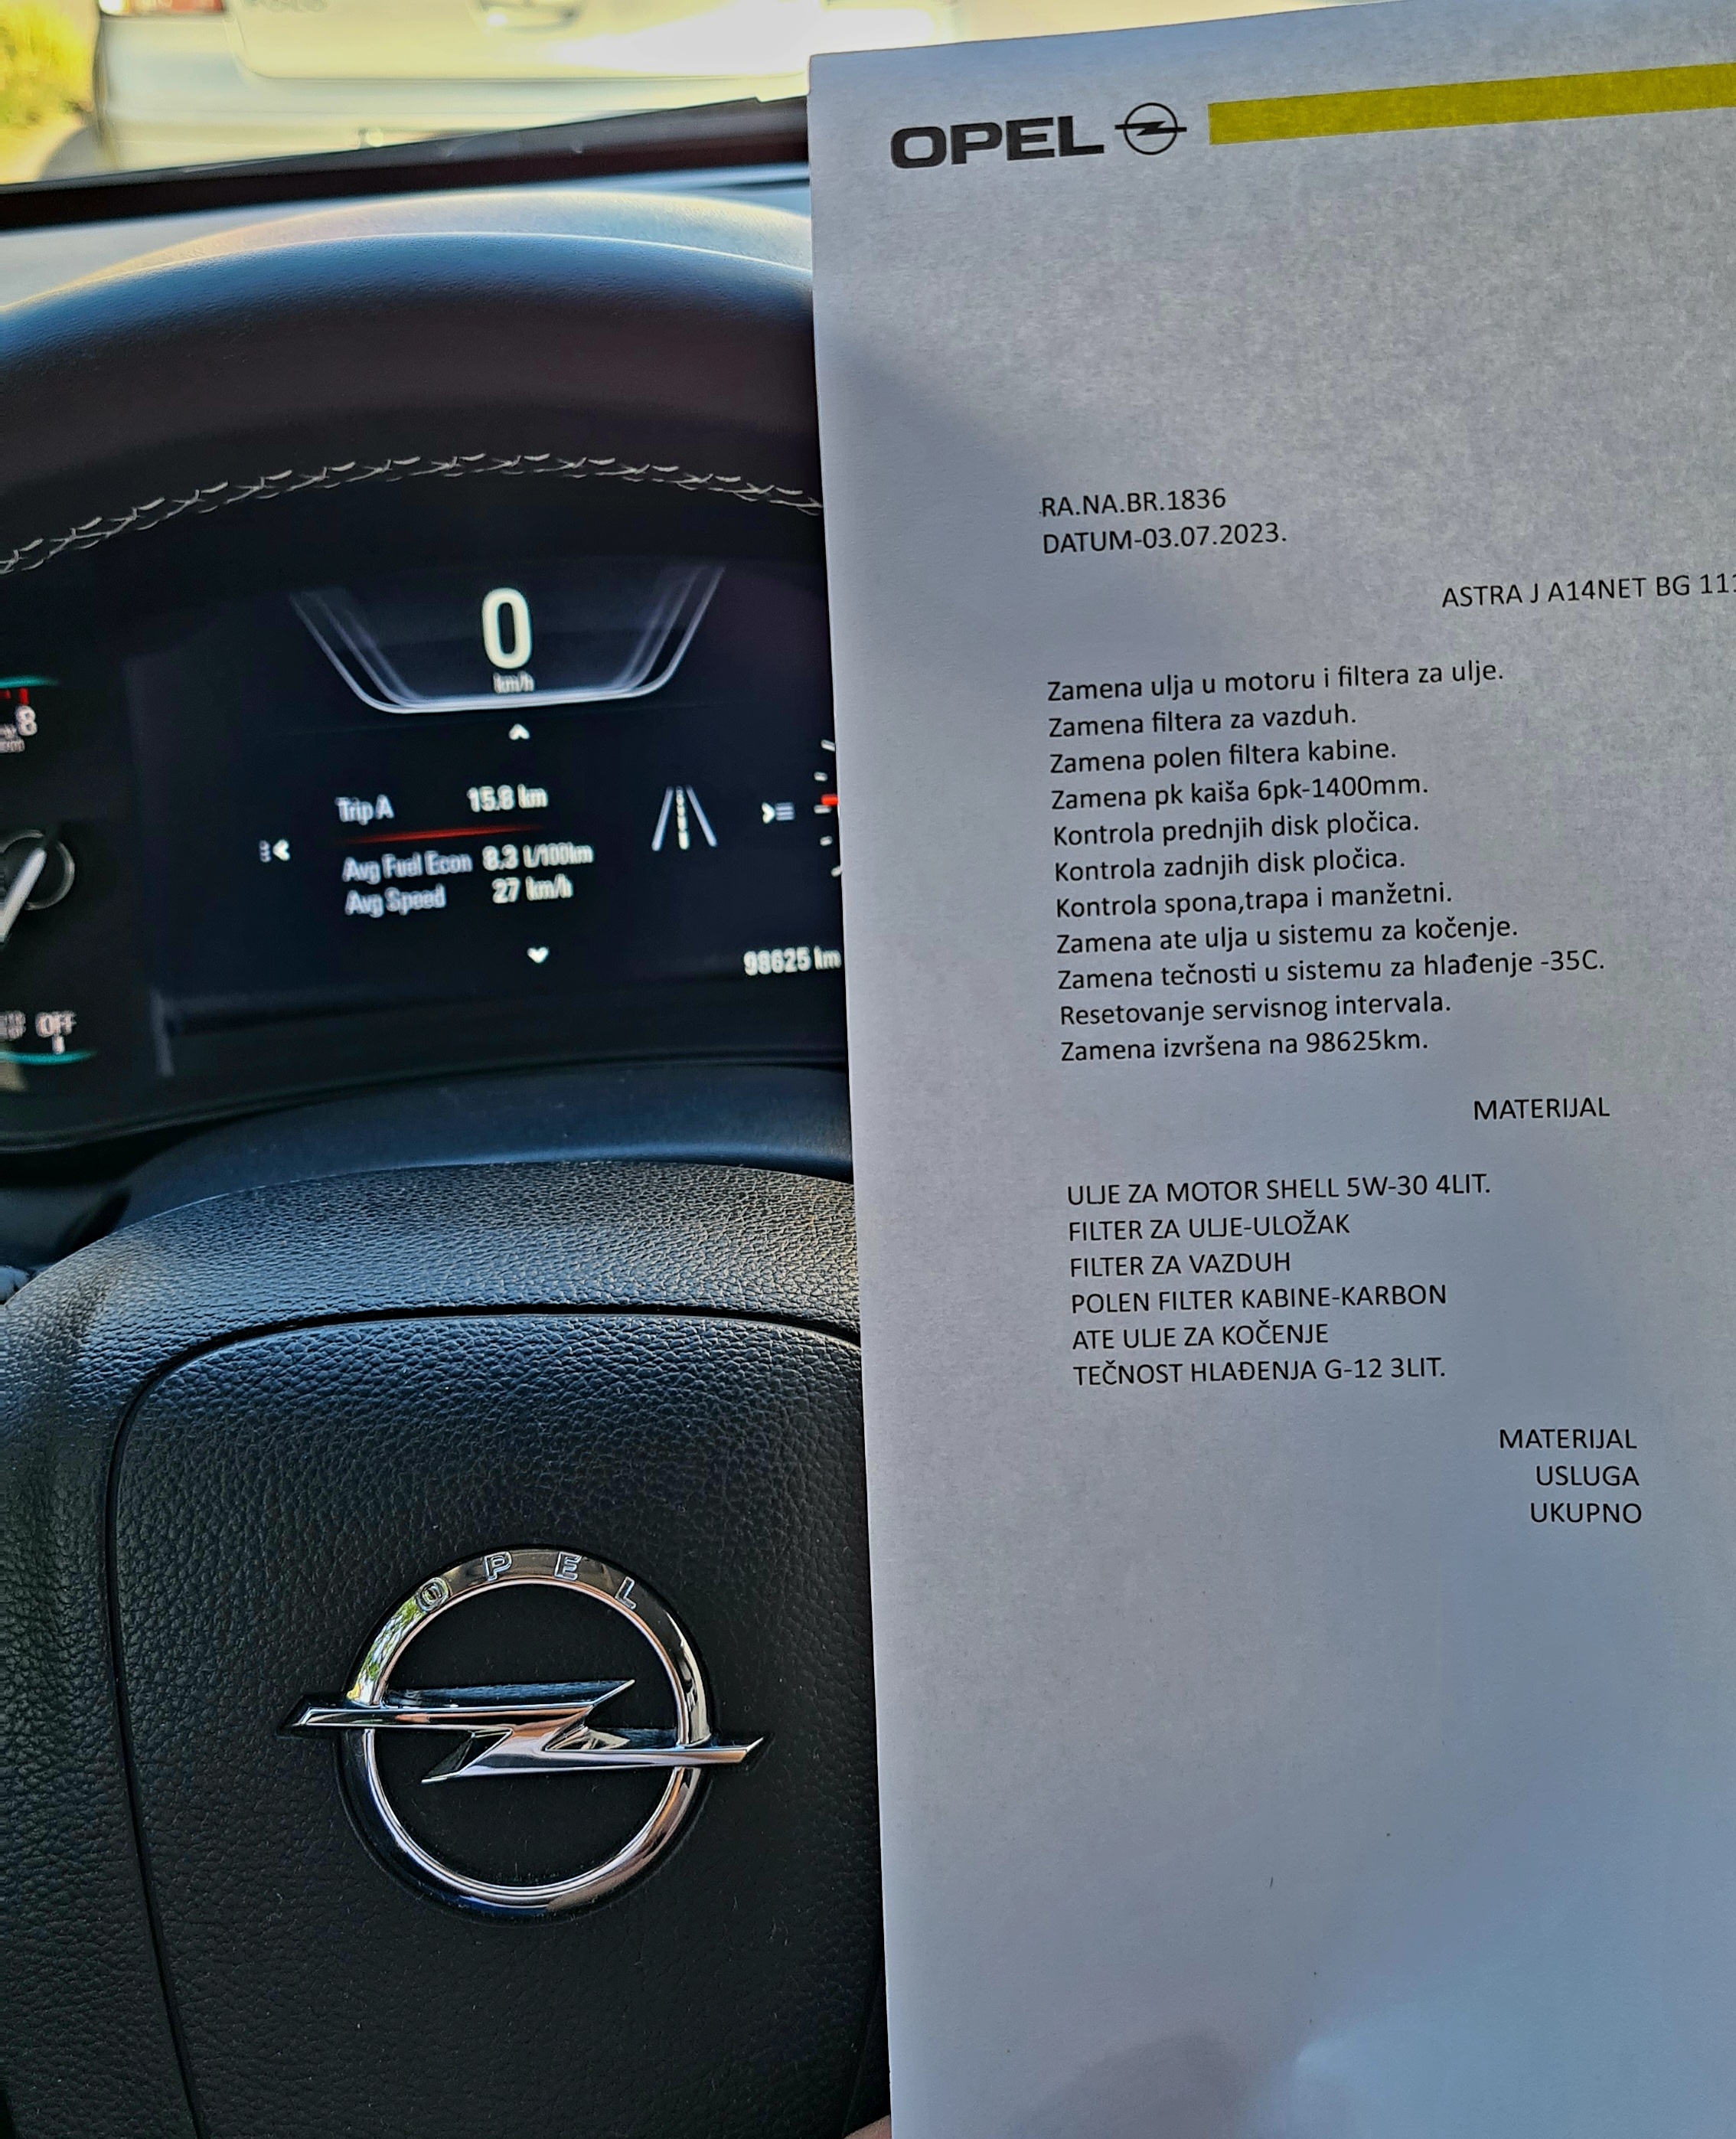 OPEL
RA.NA.BR.1836
DATUM-03.07.2023.
ASTRA J A14NET BG 111
Zamena ulja u motoru i filtera za ulje.
Zamena filtera za vazduh.
Zamena polen filtera kabine.
Zamena pk kaiša 6pk-1400mm.
Kontrola prednjih disk pločica.
Kontrola zadnjih disk pločica.
Kontrola spona,trapa i manžetni.
Zamena ate ulja u sistemu za kočenje.
Zamena tečnosti u sistemu za hlađenje -35C.
Resetovanje servisnog intervala.
Zamena izvršena na 98625km.
MATERIJAL
ULJE ZA MOTOR SHELL 5W-30 4LIT.
FILTER ZA ULJE-ULOŽAK
FILTER ZA VAZDUH
POLEN FILTER KABINE-KARBON
ATE ULJE ZA KOČENJE
TEČNOST HLAĐENJA G-12 3LIT.
MATERIJAL
USLUGA
UKUPNO
0
km/h
Trip A 15.8 km
Avg Fuel Econ 8.3 L/100km
Avg Speed 27 km/h
98625 km
8
OFF
OPEL